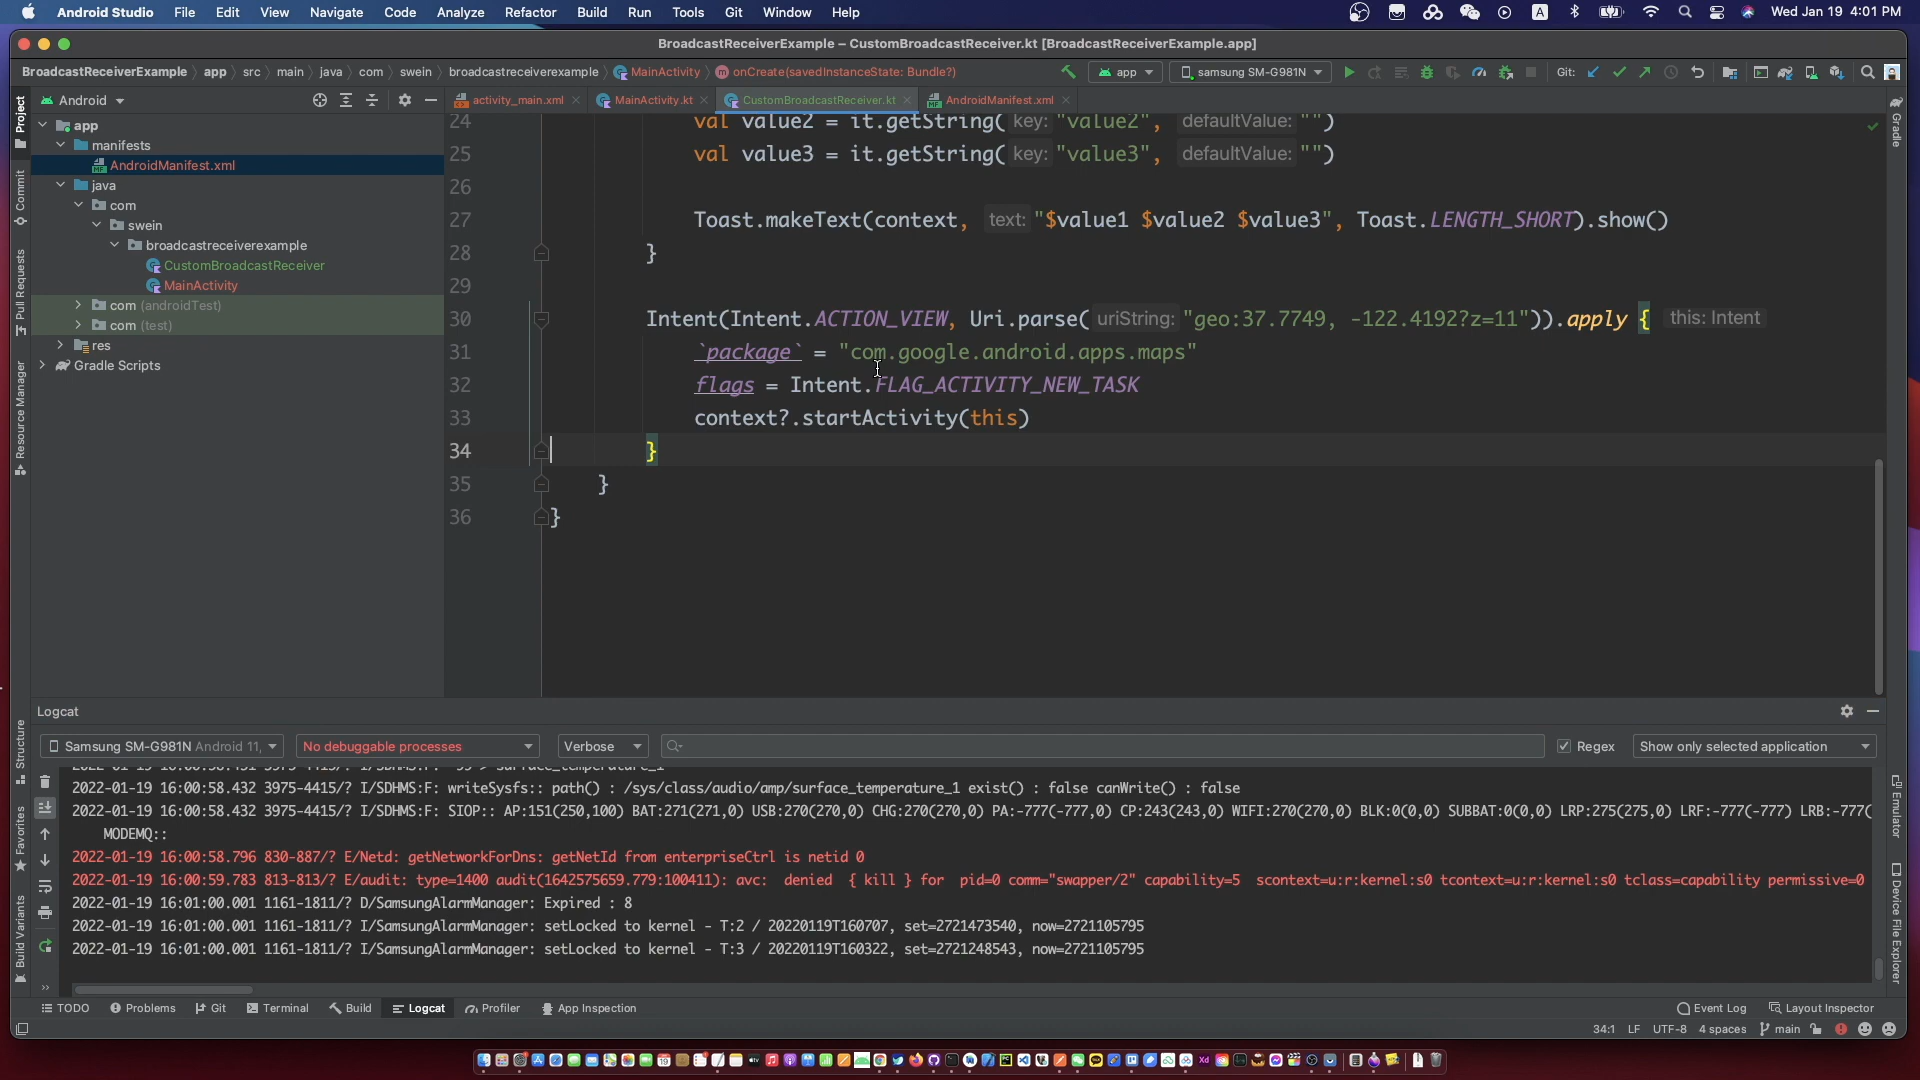 Android Studio File Edit View Navigate Code Analyze Refactor Build Run Tools Git Window Help A Wed Jan 19 4:01 PM
BroadcastReceiverExample – CustomBroadcastReceiver.kt [BroadcastReceiverExample.app]
BroadcastReceiverExample app src main java com swein broadcastreceiverexample MainActivity onCreate(savedInstanceState: Bundle?) app samsung SM-G981N Git:
Android activity_main.xml MainActivity.kt CustomBroadcastReceiver.kt AndroidManifest.xml
Project
Commit
Pull Requests
Resource Manager
Structure
Favorites
Build Variants
app
manifests
AndroidManifest.xml
java
com
swein
broadcastreceiverexample
CustomBroadcastReceiver
MainActivity
com (androidTest)
com (test)
res
Gradle Scripts
24 val value2 = it.getString( key: "value2", defaultValue: "")
25 val value3 = it.getString( key: "value3", defaultValue: "")
26
27 Toast.makeText(context, text: "$value1 $value2 $value3", Toast.LENGTH_SHORT).show()
28 }
29
30 Intent(Intent.ACTION_VIEW, Uri.parse( uriString: "geo:37.7749, -122.4192?z=11")).apply { this: Intent
31 `package` = "com.google.android.apps.maps"
32 flags = Intent.FLAG_ACTIVITY_NEW_TASK
33 context?.startActivity(this)
34 }
35 }
36 }
Gradle
Emulator
Device File Explorer
Logcat
Samsung SM-G981N Android 11, No debuggable processes Verbose Regex Show only selected application
2022-01-19 16:00:58.432 3975-4415/? I/SDHMS:F: writeSysfs:: path() : /sys/class/audio/amp/surface_temperature_1 exist() : false canWrite() : false
2022-01-19 16:00:58.432 3975-4415/? I/SDHMS:F: SIOP:: AP:151(250,100) BAT:271(271,0) USB:270(270,0) CHG:270(270,0) PA:-777(-777,0) CP:243(243,0) WIFI:270(270,0) BLK:0(0,0) SUBBAT:0(0,0) LRP:275(275,0) LRF:-777(-777) LRB:-777(
MODEMQ::
2022-01-19 16:00:58.796 830-887/? E/Netd: getNetworkForDns: getNetId from enterpriseCtrl is netid 0
2022-01-19 16:00:59.783 813-813/? E/audit: type=1400 audit(1642575659.779:100411): avc: denied { kill } for pid=0 comm="swapper/2" capability=5 scontext=u:r:kernel:s0 tcontext=u:r:kernel:s0 tclass=capability permissive=0
2022-01-19 16:01:00.001 1161-1811/? D/SamsungAlarmManager: Expired : 8
2022-01-19 16:01:00.001 1161-1811/? I/SamsungAlarmManager: setLocked to kernel - T:2 / 20220119T160707, set=2721473540, now=2721105795
2022-01-19 16:01:00.001 1161-1811/? I/SamsungAlarmManager: setLocked to kernel - T:3 / 20220119T160322, set=2721248543, now=2721105795
TODO Problems Git Terminal Build Logcat Profiler App Inspection Event Log Layout Inspector
34:1 LF UTF-8 4 spaces main